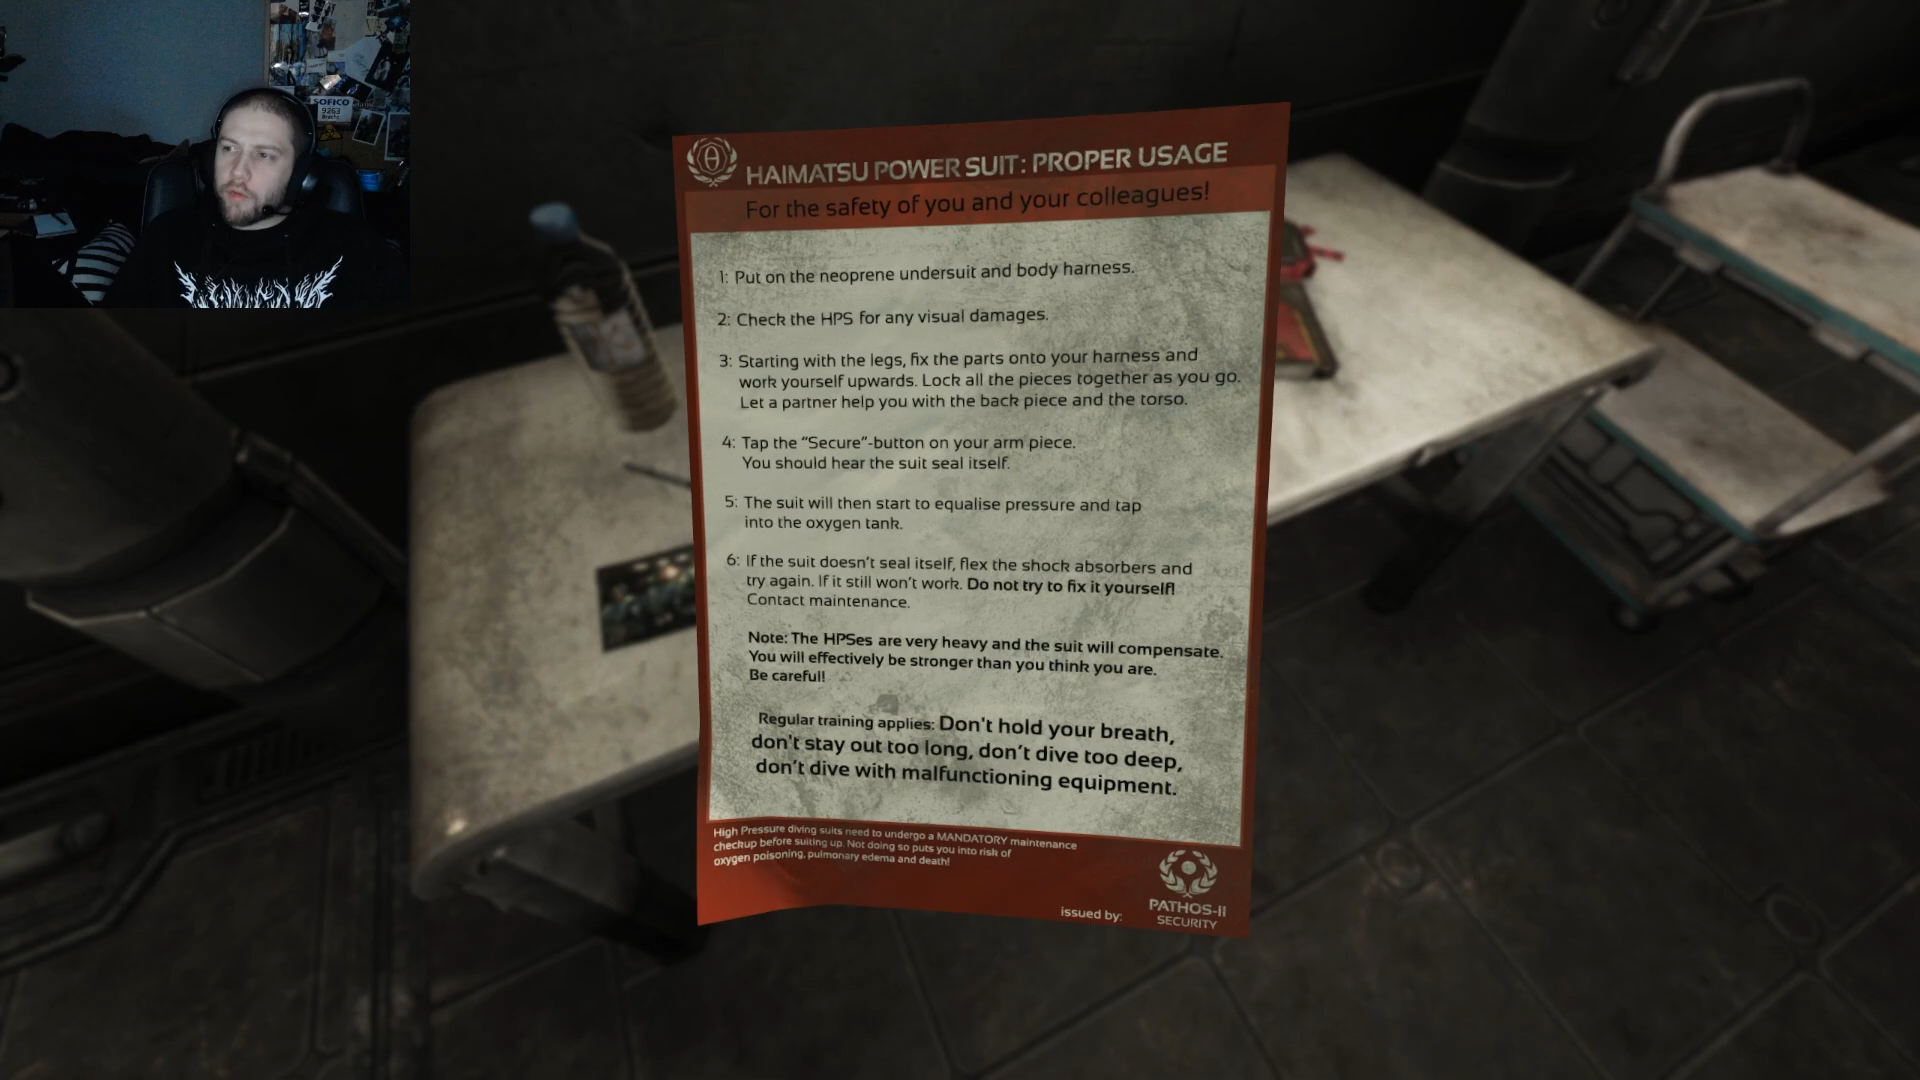 SOFICO
9263
HAIMATSU POWER SUIT: PROPER USAGE
For the safety of you and your colleagues!
1: Put on the neoprene undersuit and body harness.
2: Check the HPS for any visual damages.
3: Starting with the legs, fix the parts onto your harness and
work yourself upwards. Lock all the pieces together as you go.
Let a partner help you with the back piece and the torso.
4: Tap the “Secure”-button on your arm piece.
You should hear the suit seal itself.
5: The suit will then start to equalise pressure and tap
into the oxygen tank.
6: If the suit doesn't seal itself, flex the shock absorbers and
try again. If it still won't work. Do not try to fix it yourself!
Contact maintenance.
Note: The HPSes are very heavy and the suit will compensate.
You will effectively be stronger than you think you are.
Be careful!
Regular training applies: Don't hold your breath,
don't stay out too long, don't dive too deep,
don't dive with malfunctioning equipment.
High Pressure diving suits need to undergo a MANDATORY maintenance
checkup before suiting up. Not doing so puts you into risk of
oxygen poisoning, pulmonary edema and death!
issued by:
PATHOS-II
SECURITY